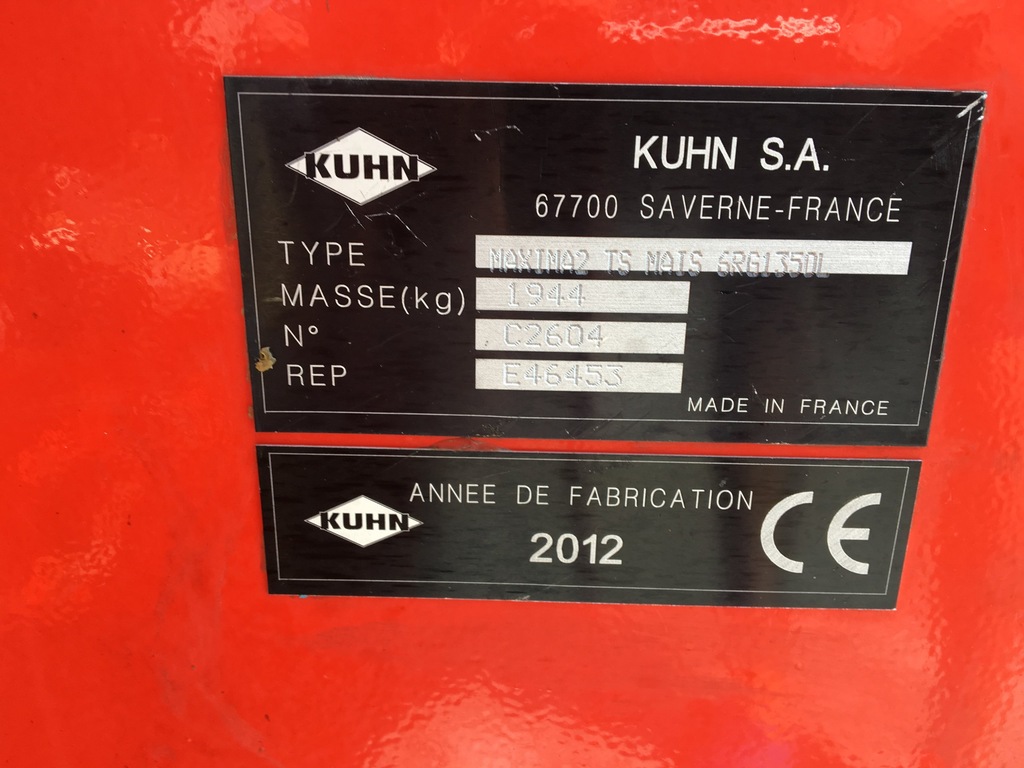 KUHN
KUHN S.A.
67700 SAVERNE-FRANCE
TYPE MAXIMA2 TS MAIS 6RG1350L
MASSE(kg) 1944
N° C2604
REP E46453
MADE IN FRANCE
KUHN
ANNEE DE FABRICATION
2012
CE